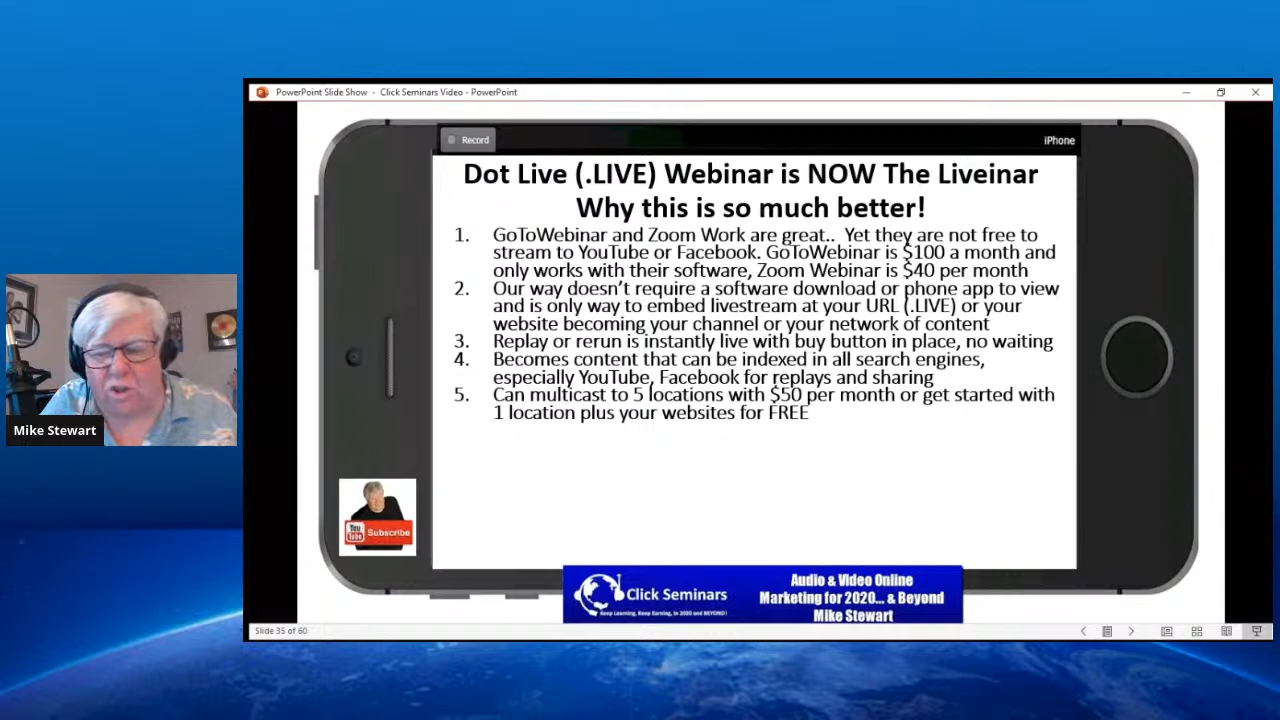 PowerPoint Slide Show - Click Seminars Video - PowerPoint
Record
iPhone
Dot Live (.LIVE) Webinar is NOW The Liveinar
Why this is so much better!
1. GoToWebinar and Zoom Work are great.. Yet they are not free to
stream to YouTube or Facebook. GoToWebinar is $100 a month and
only works with their software, Zoom Webinar is $40 per month
2. Our way doesn't require a software download or phone app to view
and is only way to embed livestream at your URL (.LIVE) or your
website becoming your channel or your network of content
3. Replay or rerun is instantly live with buy button in place, no waiting
4. Becomes content that can be indexed in all search engines,
especially YouTube, Facebook for replays and sharing
5. Can multicast to 5 locations with $50 per month or get started with
1 location plus your websites for FREE
Mike Stewart
You
Tube
Subscribe
Click Seminars
Keep Learning, Keep Earning, in 2020 and BEYOND!
Audio & Video Online
Marketing for 2020... & Beyond
Mike Stewart
Slide 35 of 60